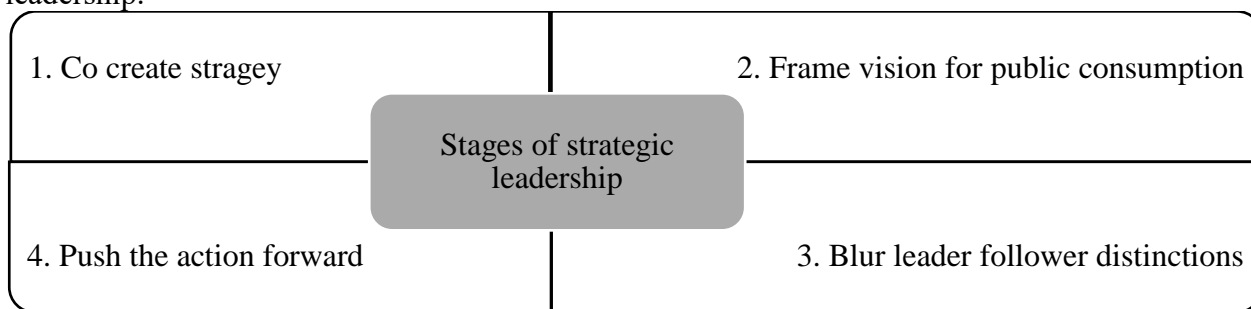 leadership.
1. Co create stragey
2. Frame vision for public consumption
Stages of strategic
leadership
4. Push the action forward
3. Blur leader follower distinctions